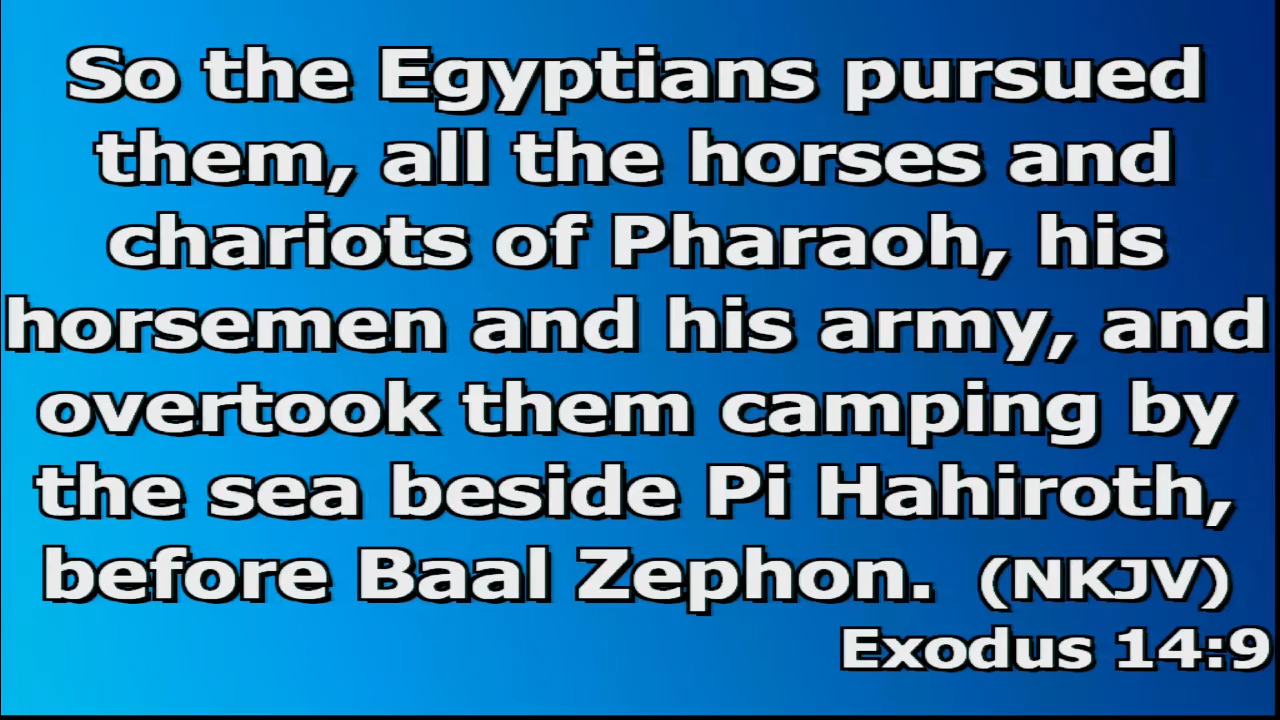 So the Egyptians pursued
them, all the horses and
chariots of Pharaoh, his
horsemen and his army, and
overtook them camping by
the sea beside Pi Hahiroth,
before Baal Zephon. (NKJV)
Exodus 14:9